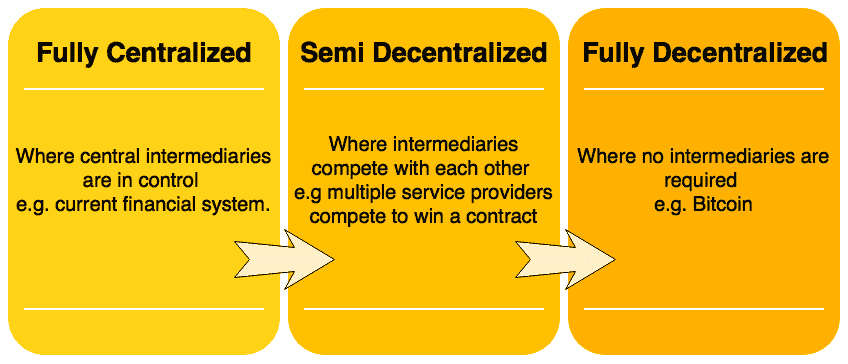 Fully Centralized
Where central intermediaries
are in control
e.g. current financial system.
Semi Decentralized
Where intermediaries
compete with each other
e.g multiple service providers
compete to win a contract
Fully Decentralized
Where no intermediaries are
required
e.g. Bitcoin